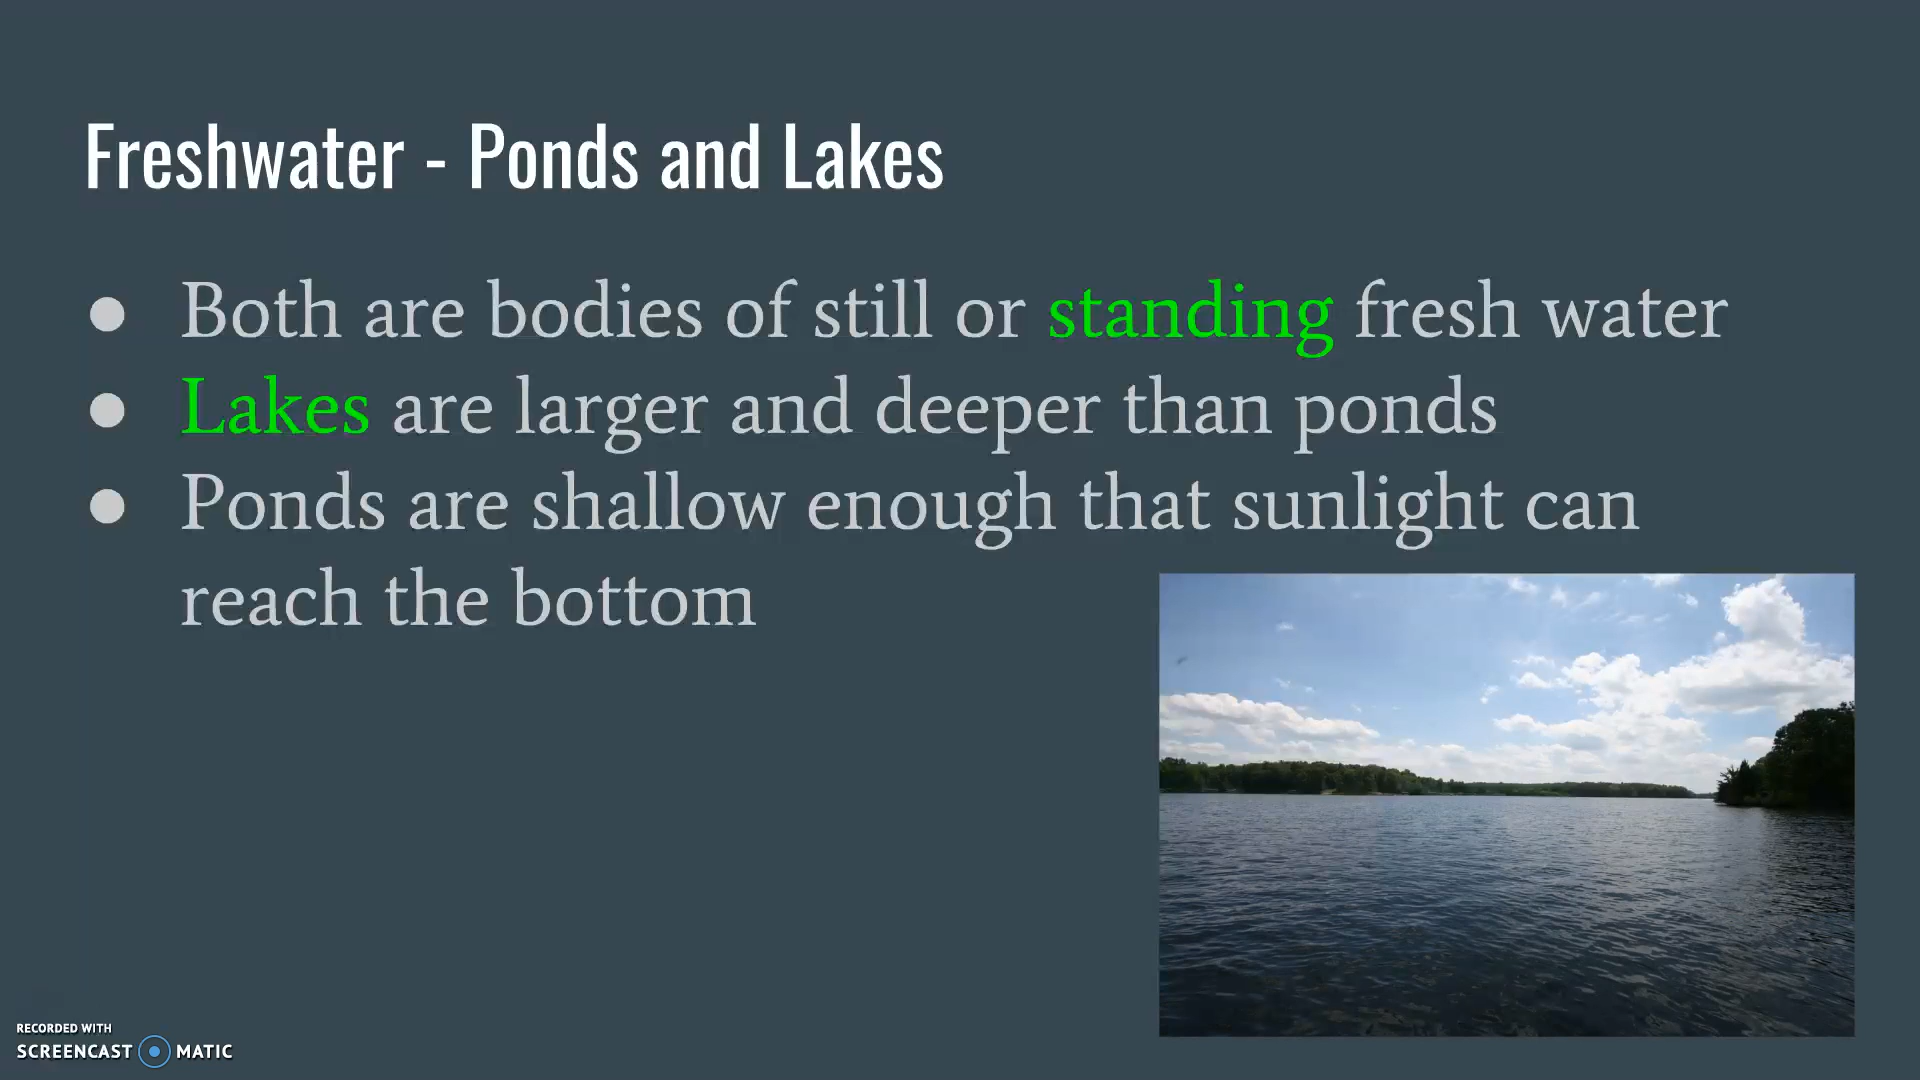 Freshwater - Ponds and Lakes
● Both are bodies of still or standing fresh water
● Lakes are larger and deeper than ponds
● Ponds are shallow enough that sunlight can
reach the bottom
RECORDED WITH
SCREENCAST MATIC